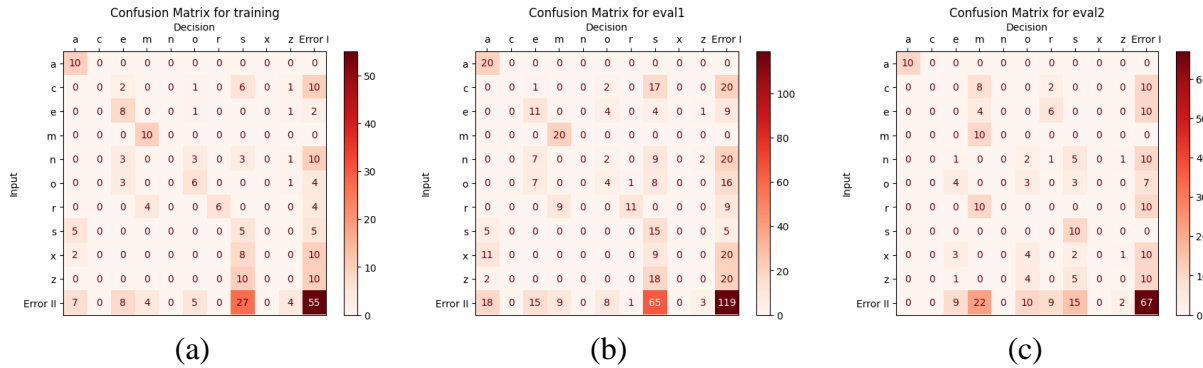 Confusion Matrix for training
Decision
a c e m n o r s x z Error I
a 10 0 0 0 0 0 0 0 0 0 0
c 0 0 2 0 0 1 0 6 0 1 10
e 0 0 8 0 0 1 0 0 0 1 2
m 0 0 0 10 0 0 0 0 0 0 0
n 0 0 3 0 0 3 0 3 0 1 10
o 0 0 3 0 0 6 0 0 0 1 4
r 0 0 0 4 0 0 6 0 0 0 4
s 5 0 0 0 0 0 0 5 0 0 5
x 2 0 0 0 0 0 0 8 0 0 10
z 0 0 0 0 0 0 0 10 0 0 10
Error II 7 0 8 4 0 5 0 27 0 4 55
Input
50
40
30
20
10
0
(a)
Confusion Matrix for eval1
Decision
a c e m n o r s x z Error I
a 20 0 0 0 0 0 0 0 0 0 0
c 0 0 1 0 0 2 0 17 0 0 20
e 0 0 11 0 0 4 0 4 0 1 9
m 0 0 0 20 0 0 0 0 0 0 0
n 0 0 7 0 0 2 0 9 0 2 20
o 0 0 7 0 0 4 1 8 0 0 16
r 0 0 0 9 0 0 11 0 0 0 9
s 5 0 0 0 0 0 0 15 0 0 5
x 11 0 0 0 0 0 0 9 0 0 20
z 2 0 0 0 0 0 0 18 0 0 20
Error II 18 0 15 9 0 8 1 65 0 3 119
Input
100
80
60
40
20
0
(b)
Confusion Matrix for eval2
Decision
a c e m n o r s x z Error I
a 10 0 0 0 0 0 0 0 0 0 0
c 0 0 0 8 0 0 2 0 0 0 10
e 0 0 0 4 0 0 6 0 0 0 10
m 0 0 0 10 0 0 0 0 0 0 0
n 0 0 1 0 0 2 1 5 0 1 10
o 0 0 4 0 0 3 0 3 0 0 7
r 0 0 0 10 0 0 0 0 0 0 10
s 0 0 0 0 0 0 0 10 0 0 0
x 0 0 3 0 0 4 0 2 0 1 10
z 0 0 1 0 0 4 0 5 0 0 10
Error II 0 0 9 22 0 10 9 15 0 2 67
Input
60
50
40
30
20
10
0
(c)